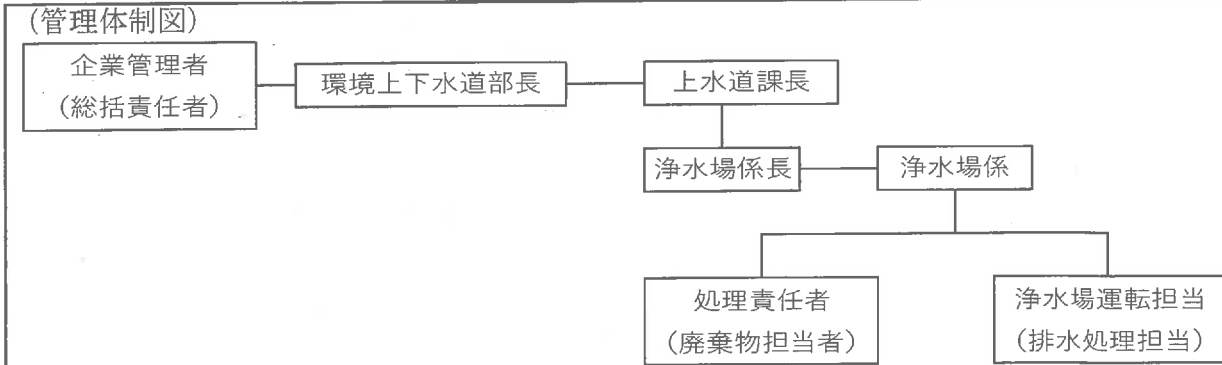 (管理体制図)
企業管理者
(総括責任者)
環境上下水道部長
上水道課長
浄水場係長
浄水場係
処理責任者
(廃棄物担当者)
浄水場運転担当
(排水処理担当)